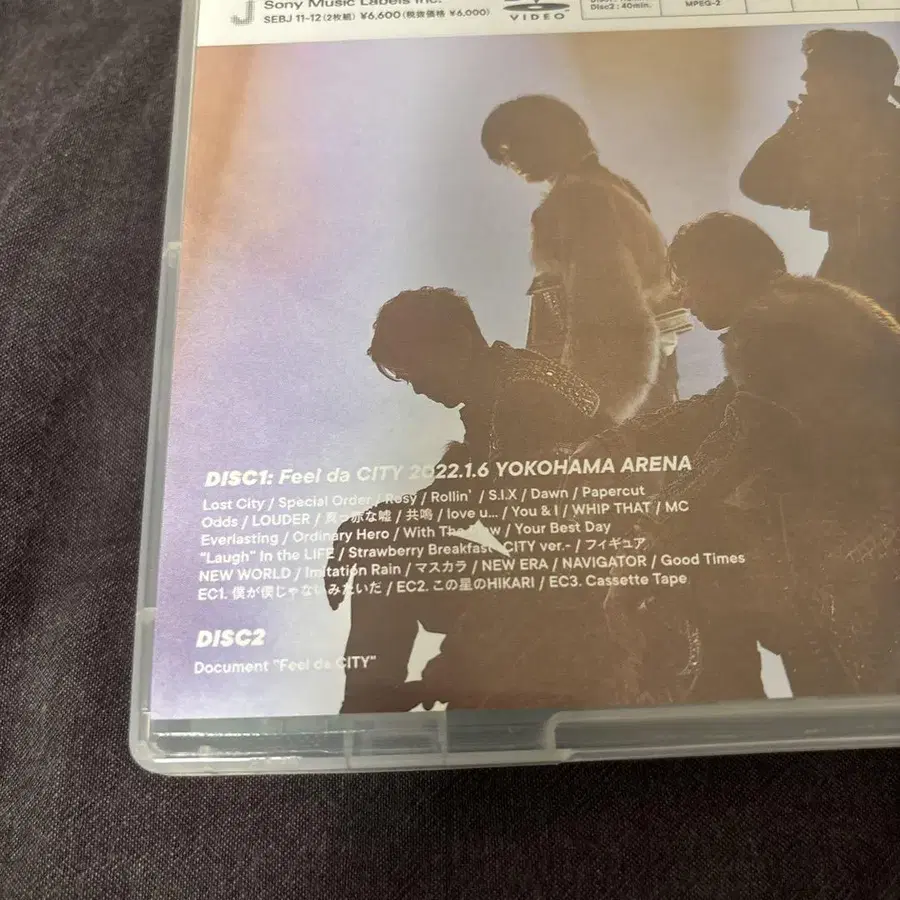 J Sony Music Labels Inc.
SEBJ 11-12(2枚組) ¥6,600(税抜価格 ¥6,000)
VIDEO
Disc2 : 40min.
MPEG-2
DISC1: Feel da CITY 2022.1.6 YOKOHAMA ARENA
Lost City / Special Order / Rosy / Rollin' / S.I.X / Dawn / Papercut
Odds / LOUDER / 真っ赤な嘘 / 共鳴 / love u... / You & I / WHIP THAT / MC
Everlasting / Ordinary Hero / With The Flow / Your Best Day
"Laugh" In the LIFE / Strawberry Breakfast -CITY ver.- / フィギュア
NEW WORLD / Imitation Rain / マスカラ / NEW ERA / NAVIGATOR / Good Times
EC1. 僕が僕じゃないみたいだ / EC2. この星のHIKARI / EC3. Cassette Tape
DISC2
Document "Feel da CITY"